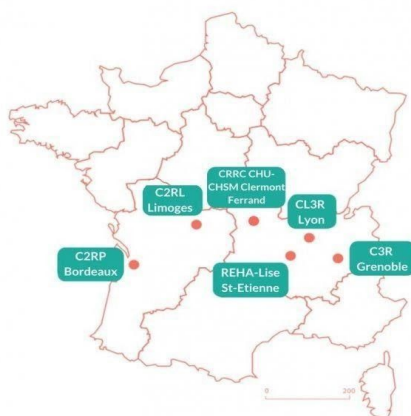 CRRC CHU-
CHSM Clermont
Ferrand
C2RL
Limoges
CL3R
Lyon
C2RP
Bordeaux
REHA-Lise
St-Etienne
C3R
Grenoble
0 200